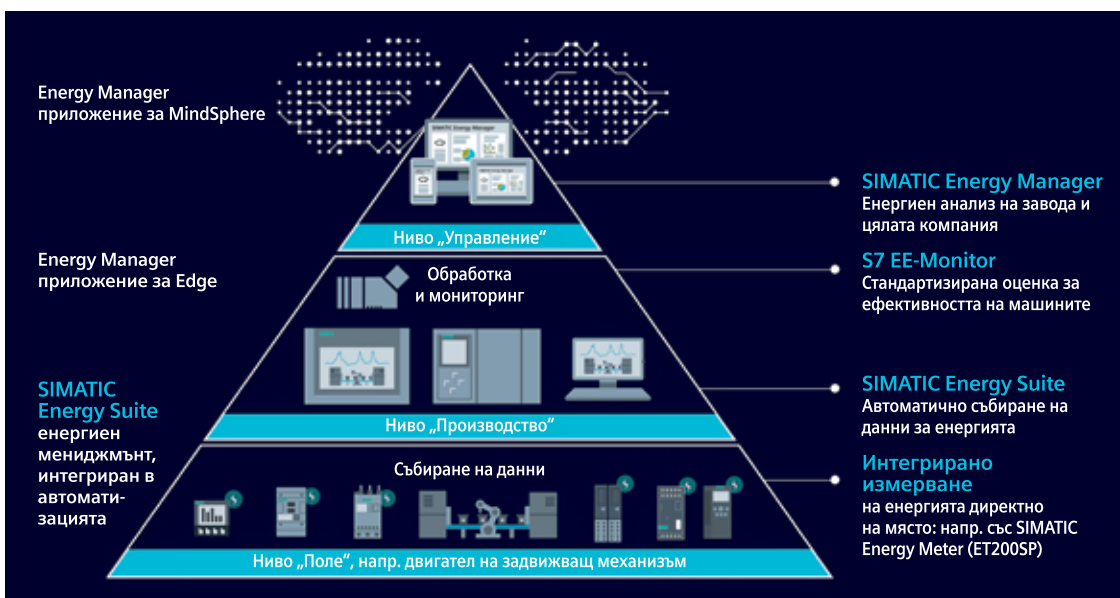 Energy Manager
приложение за MindSphere
SIMATIC Energy Manager
Ниво „Управление“
SIMATIC Energy Manager
Енергиен анализ на завода и
цялата компания
Energy Manager
приложение за Edge
Обработка
и мониторинг
S7 EE-Monitor
Стандартизирана оценка за
ефективността на машините
SIMATIC
Energy Suite
енергиен
мениджмънт,
интегриран в
автомати-
зацията
Ниво „Производство“
SIMATIC Energy Suite
Автоматично събиране на
данни за енергията
Събиране на данни
Ниво „Поле“, напр. двигател на задвижващ механизъм
Интегрирано
измерване
на енергията директно
на място: напр. със SIMATIC
Energy Meter (ET200SP)